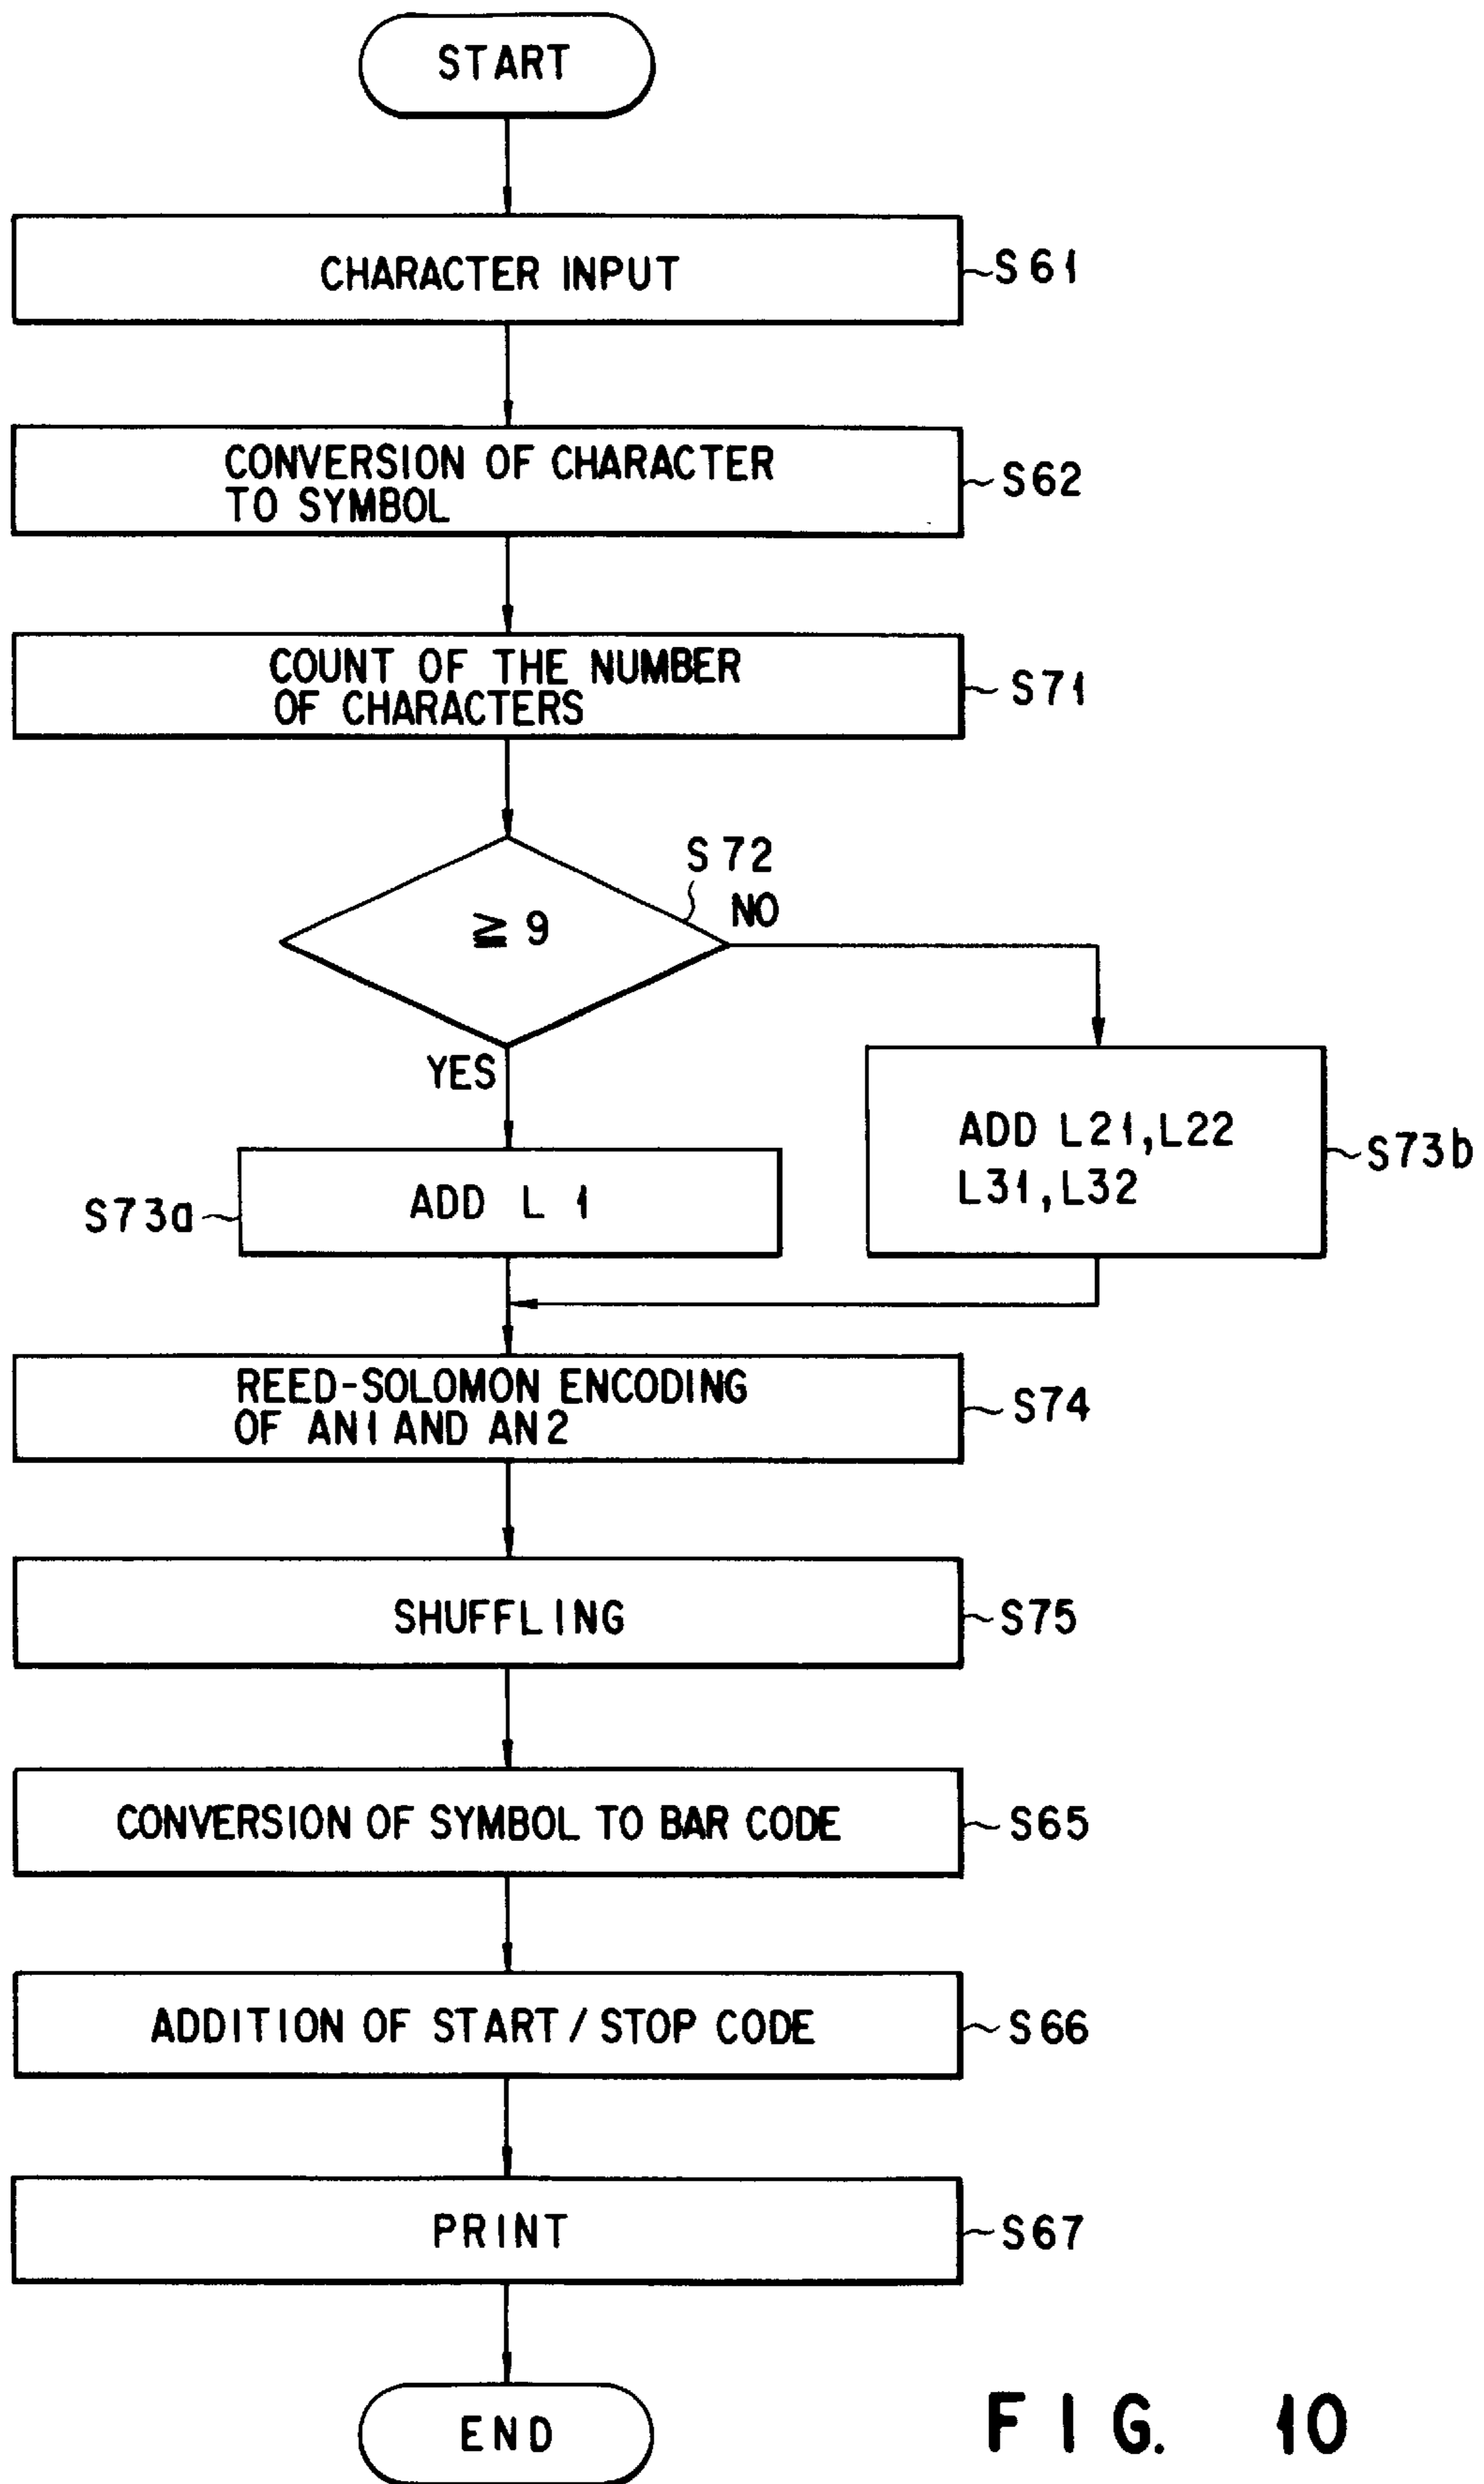 START
CHARACTER INPUT
S61
CONVERSION OF CHARACTER
TO SYMBOL
S62
COUNT OF THE NUMBER
OF CHARACTERS
S71
S72
≧ 9
NO
YES
ADD L21, L22
L31, L32
S73b
ADD L 1
S73a
REED-SOLOMON ENCODING
OF AN1 AND AN2
S74
SHUFFLING
S75
CONVERSION OF SYMBOL TO BAR CODE
S65
ADDITION OF START / STOP CODE
S66
PRINT
S67
END
FIG. 10